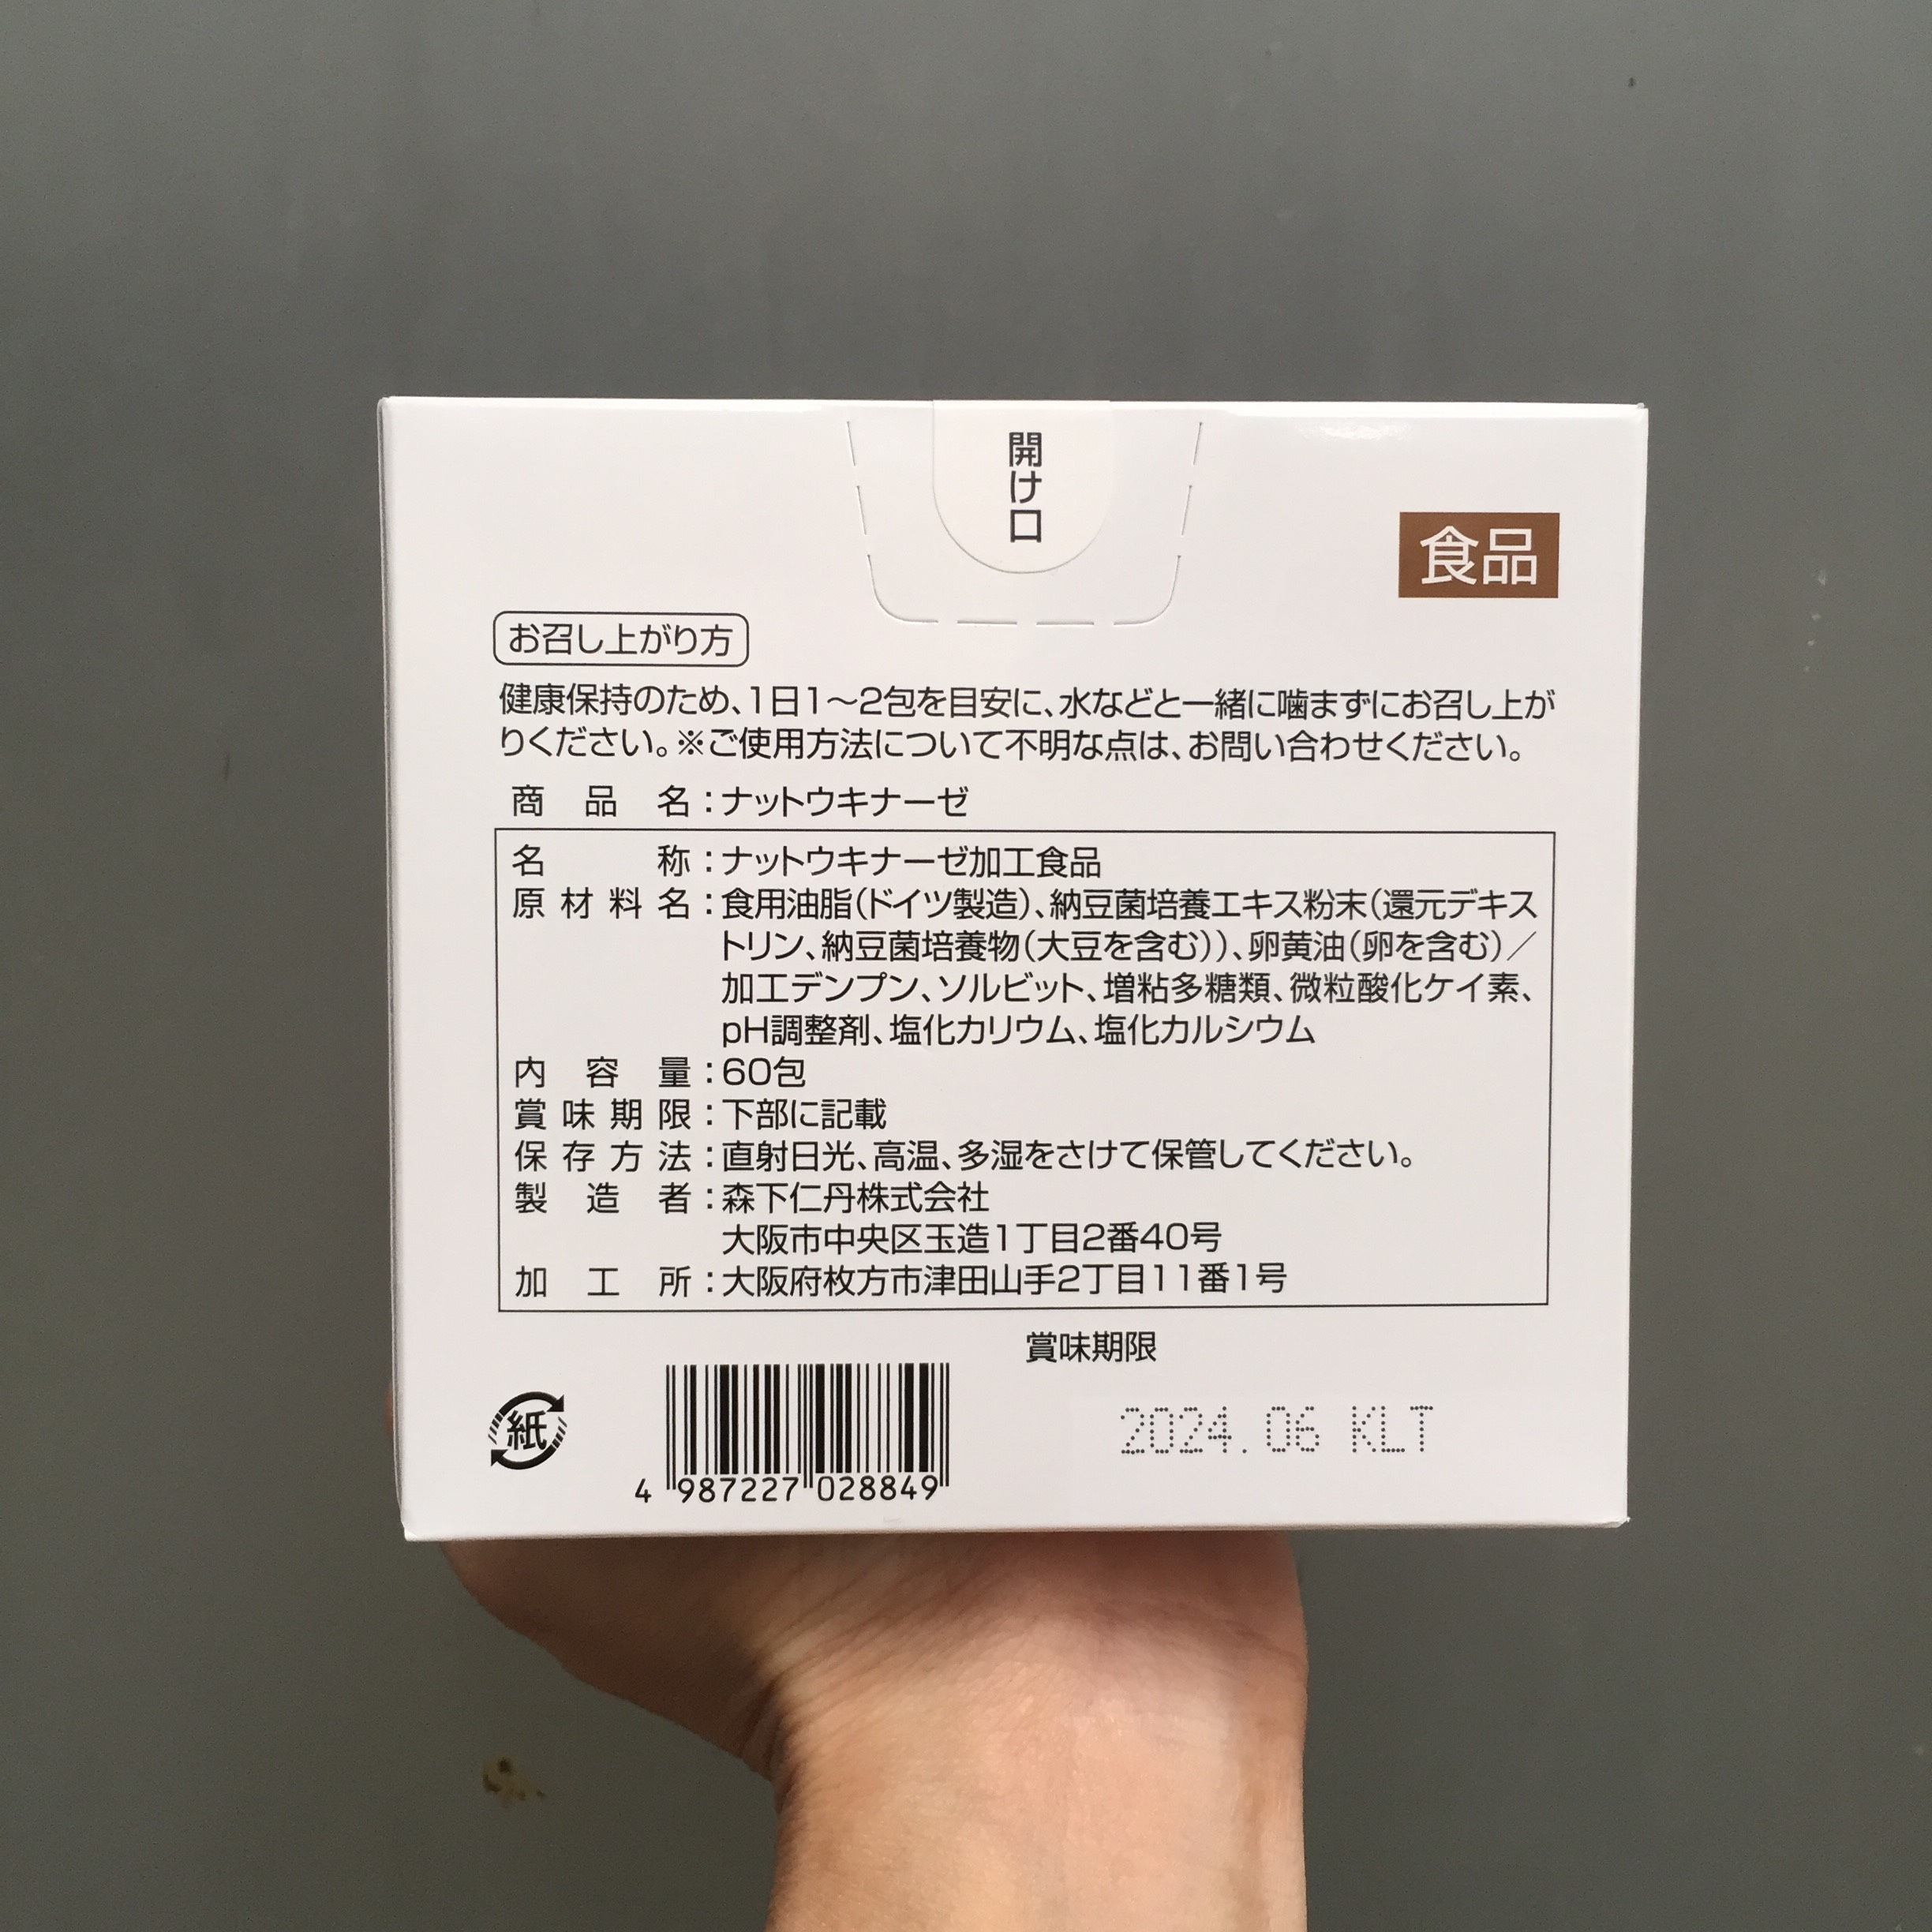 開け口
食品
お召し上がり方
健康保持のため、1日1～2包を目安に、水などと一緒に噛まずにお召し上が
りください。※ご使用方法について不明な点は、お問い合わせください。
商品名：ナットウキナーゼ
名称：ナットウキナーゼ加工食品
原材料名：食用油脂（ドイツ製造）、納豆菌培養エキス粉末（還元デキス
トリン、納豆菌培養物（大豆を含む））、卵黄油（卵を含む）／
加工デンプン、ソルビット、増粘多糖類、微粒酸化ケイ素、
pH調整剤、塩化カリウム、塩化カルシウム
内容量：60包
賞味期限：下部に記載
保存方法：直射日光、高温、多湿をさけて保管してください。
製造者：森下仁丹株式会社
大阪市中央区玉造1丁目2番40号
加工所：大阪府枚方市津田山手2丁目11番1号
賞味期限
2024.06 KLT
紙
4 987227 028849